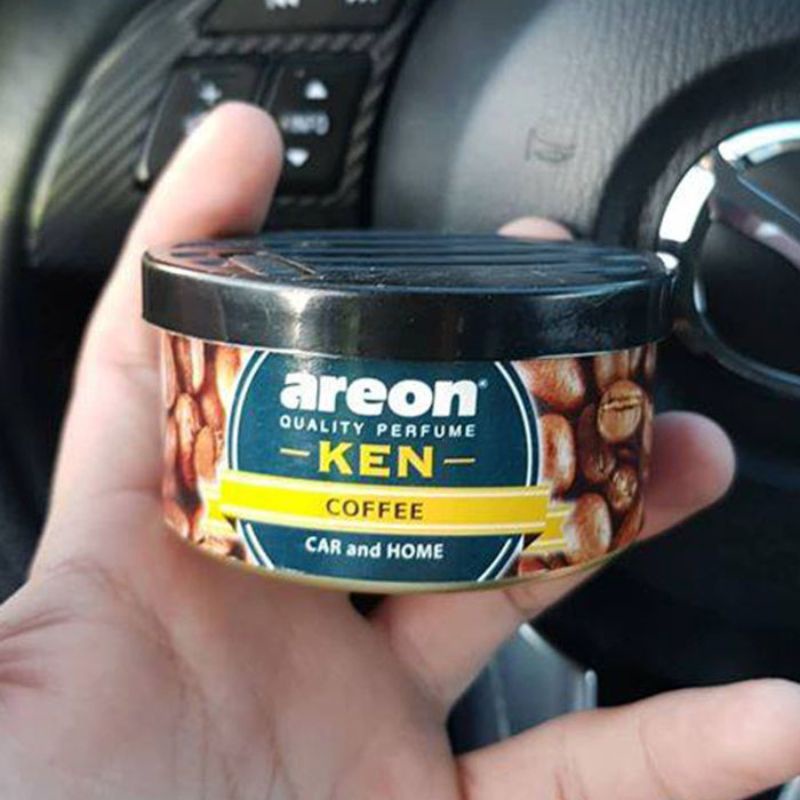 areon®
QUALITY PERFUME
KEN
COFFEE
CAR and HOME